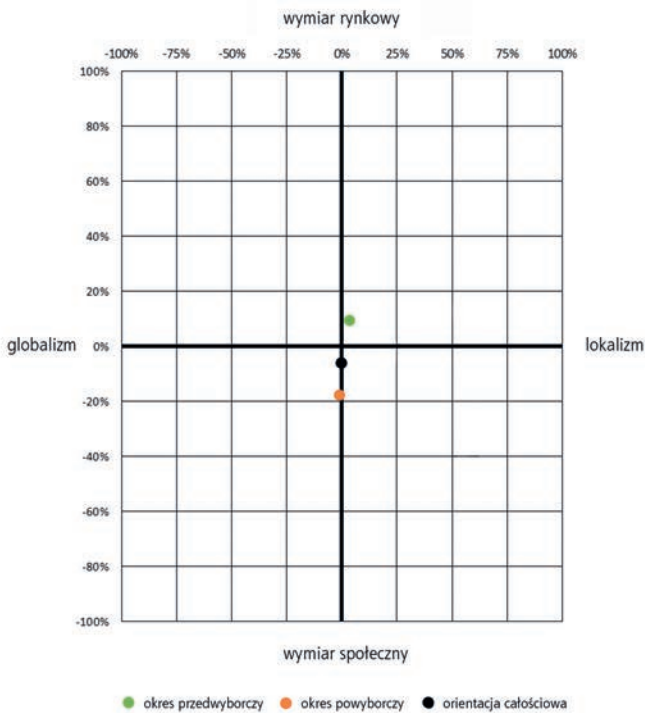 wymiar rynkowy
-100% -75% -50% -25% 0% 25% 50% 75% 100%
100%
80%
60%
40%
20%
globalizm 0% lokalizm
-20%
-40%
-60%
-80%
-100%
wymiar społeczny
okres przedwyborczy okres powyborczy orientacja całościowa